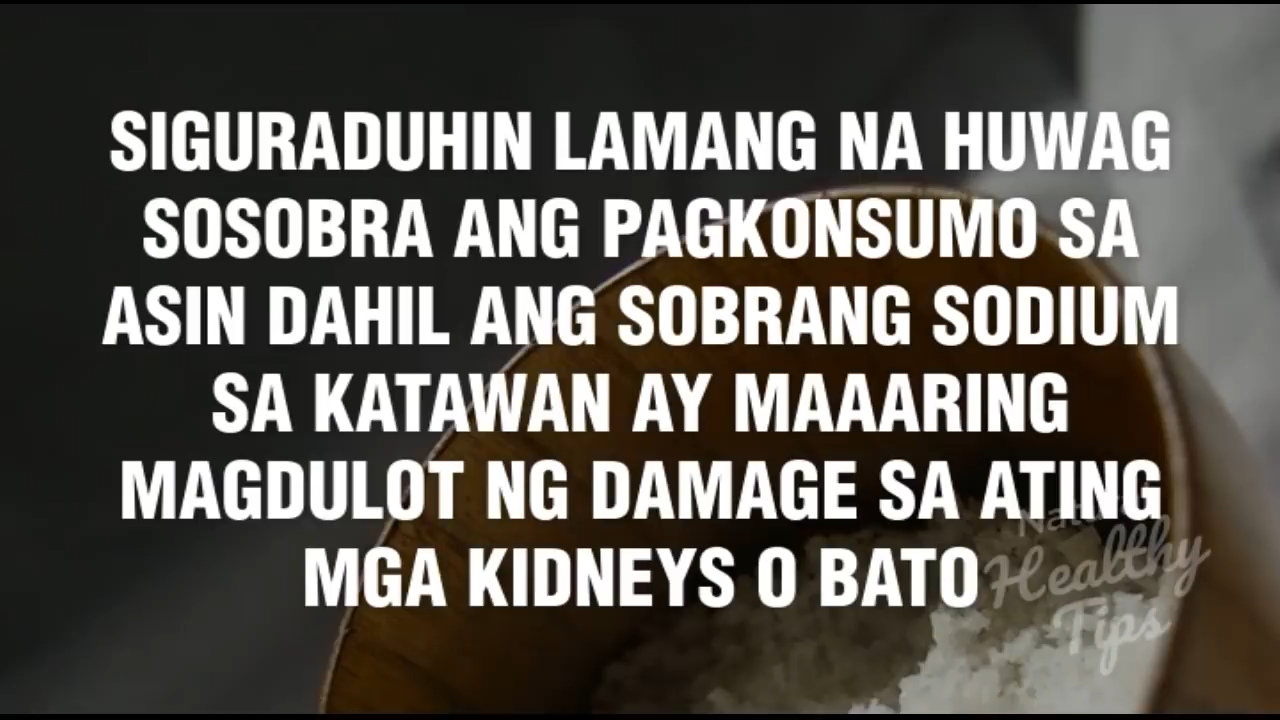 SIGURADUHIN LAMANG NA HUWAG
SOSOBRA ANG PAGKONSUMO SA
ASIN DAHIL ANG SOBRANG SODIUM
SA KATAWAN AY MAAARING
MAGDULOT NG DAMAGE SA ATING
MGA KIDNEYS O BATO
Healthy
Tips